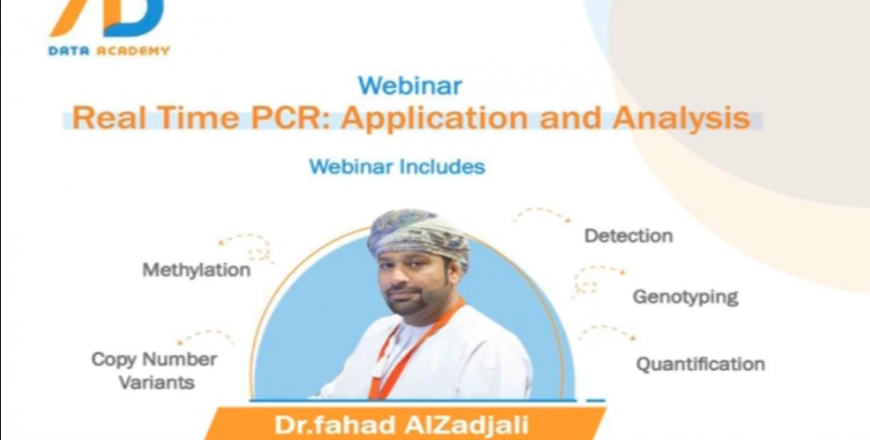 DATA ACADEMY
Webinar
Real Time PCR: Application and Analysis
Webinar Includes
Methylation
Copy Number
Variants
Detection
Genotyping
Quantification
Dr.fahad AlZadjali